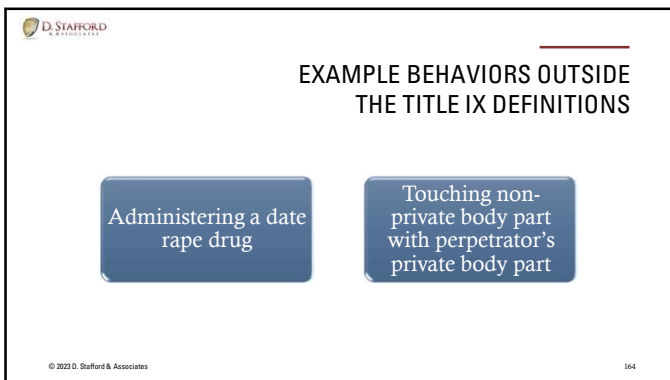 D. STAFFORD
& ASSOCIATES
EXAMPLE BEHAVIORS OUTSIDE
THE TITLE IX DEFINITIONS
Administering a date
rape drug
Touching non-
private body part
with perpetrator's
private body part
© 2023 D. Stafford & Associates
164